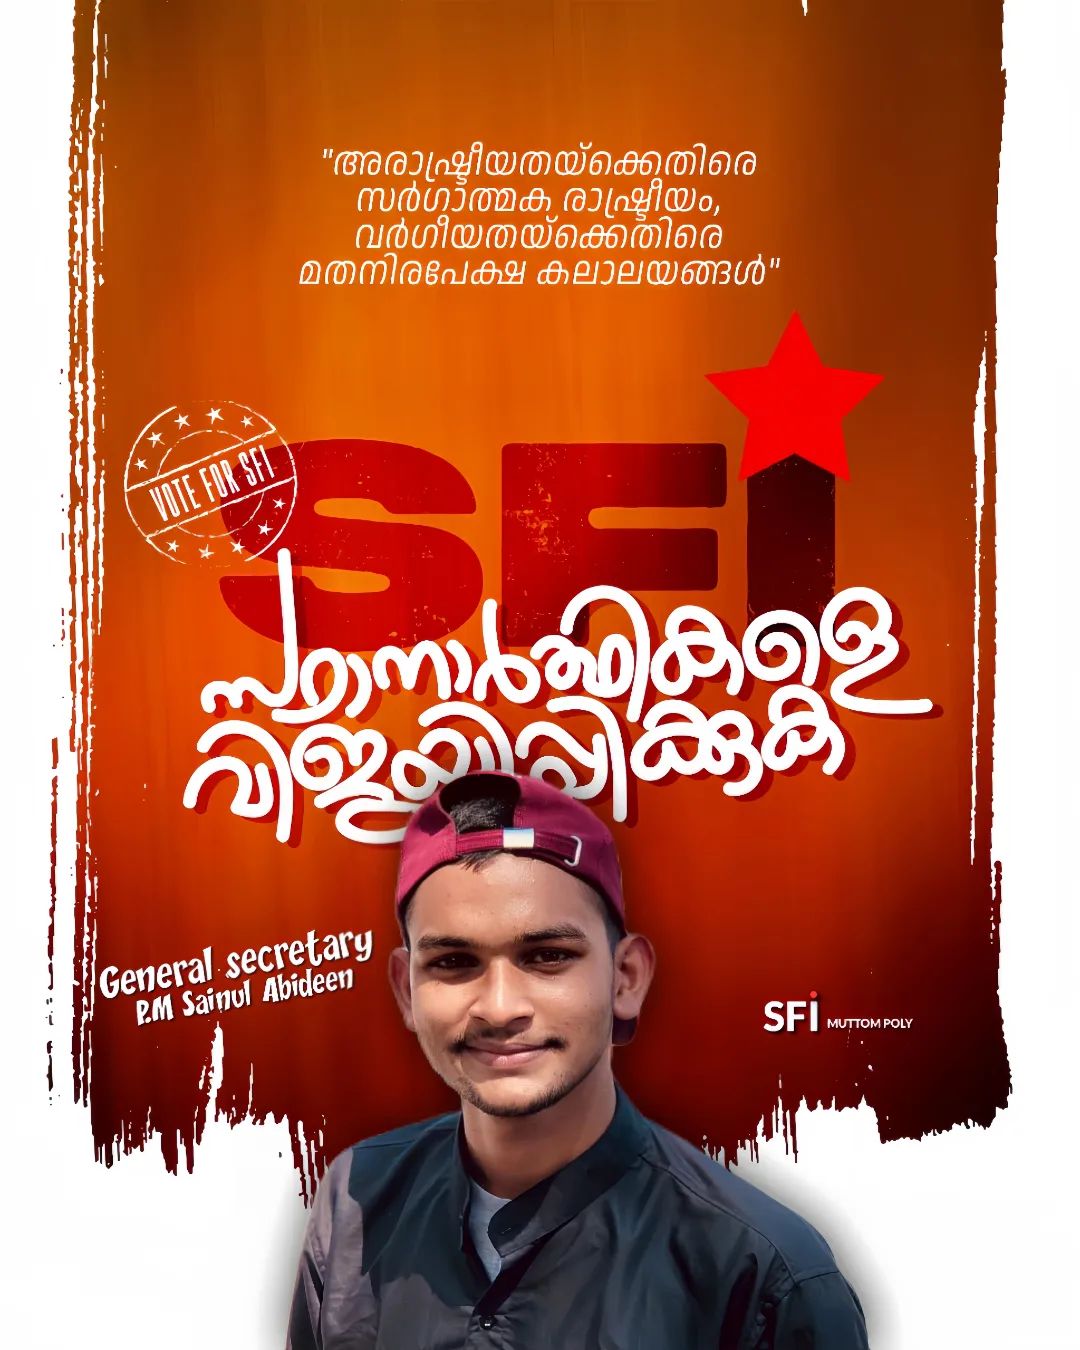 "അരാഷ്ട്രീയതയ്ക്കെതിരെ
സർഗാത്മക രാഷ്ട്രീയം,
വർഗീയതയ്ക്കെതിരെ
മതനിരപേക്ഷ കലാലയങ്ങൾ"
VOTE FOR SFI
SFI
സ്ഥാനാർത്ഥികളെ
വിജയിപ്പിക്കുക
General secretary
P.M Sainul Abideen
SFi MUTTOM POLY